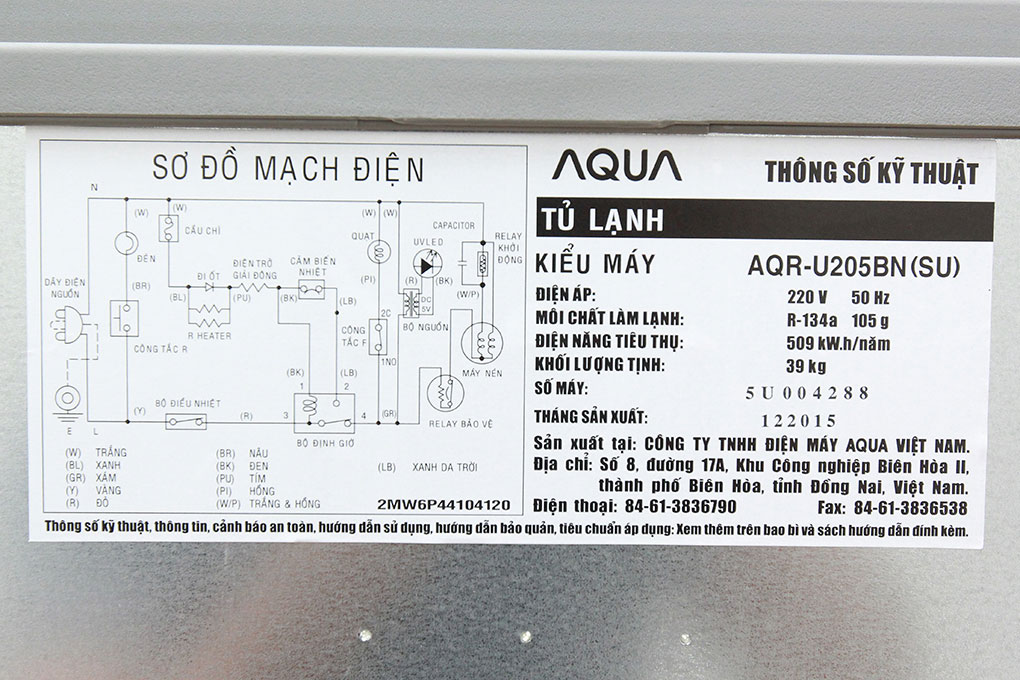 SƠ ĐỒ MẠCH ĐIỆN
N
(W)
(W)
(W)
(W)
CẦU CHÌ
ĐÈN
QUẠT
UVLED
CAPACITOR
RELAY
KHỞI
ĐỘNG
DÂY ĐIỆN
NGUỒN
(BR)
(BL)
ĐI ỐT
(PU)
ĐIỆN TRỞ
GIẢI ĐÔNG
CẢM BIẾN
NHIỆT
(BK)
(LB)
(PI)
(R)
(BK)
(W/P)
DC
5V
R HEATER
CÔNG TẮC R
2C
CÔNG
TẮC F
1NO
BỘ NGUỒN
MÁY NÉN
(BK)
(LB)
1
2
3
4
(GR)
RELAY BẢO VỆ
(Y)
BỘ ĐIỀU NHIỆT
(R)
BỘ ĐỊNH GIỜ
E
L
(W) TRẮNG
(BL) XANH
(GR) XÁM
(Y) VÀNG
(R) ĐỎ
(BR) NÂU
(BK) ĐEN
(PU) TÍM
(PI) HỒNG
(W/P) TRẮNG & HỒNG
(LB) XANH DA TRỜI
2MW6P44104120
AQUA THÔNG SỐ KỸ THUẬT
TỦ LẠNH
KIỂU MÁY AQR-U205BN(SU)
ĐIỆN ÁP: 220 V 50 Hz
MÔI CHẤT LÀM LẠNH: R-134a 105 g
ĐIỆN NĂNG TIÊU THỤ: 509 kW.h/năm
KHỐI LƯỢNG TỊNH: 39 kg
SỐ MÁY: 5U004288
THÁNG SẢN XUẤT: 122015
Sản xuất tại: CÔNG TY TNHH ĐIỆN MÁY AQUA VIỆT NAM.
Địa chỉ: Số 8, đường 17A, Khu Công nghiệp Biên Hòa II,
thành phố Biên Hòa, tỉnh Đồng Nai, Việt Nam.
Điện thoại: 84-61-3836790 Fax: 84-61-3836538
Thông số kỹ thuật, thông tin, cảnh báo an toàn, hướng dẫn sử dụng, hướng dẫn bảo quản, tiêu chuẩn áp dụng: Xem thêm trên bao bì và sách hướng dẫn đính kèm.